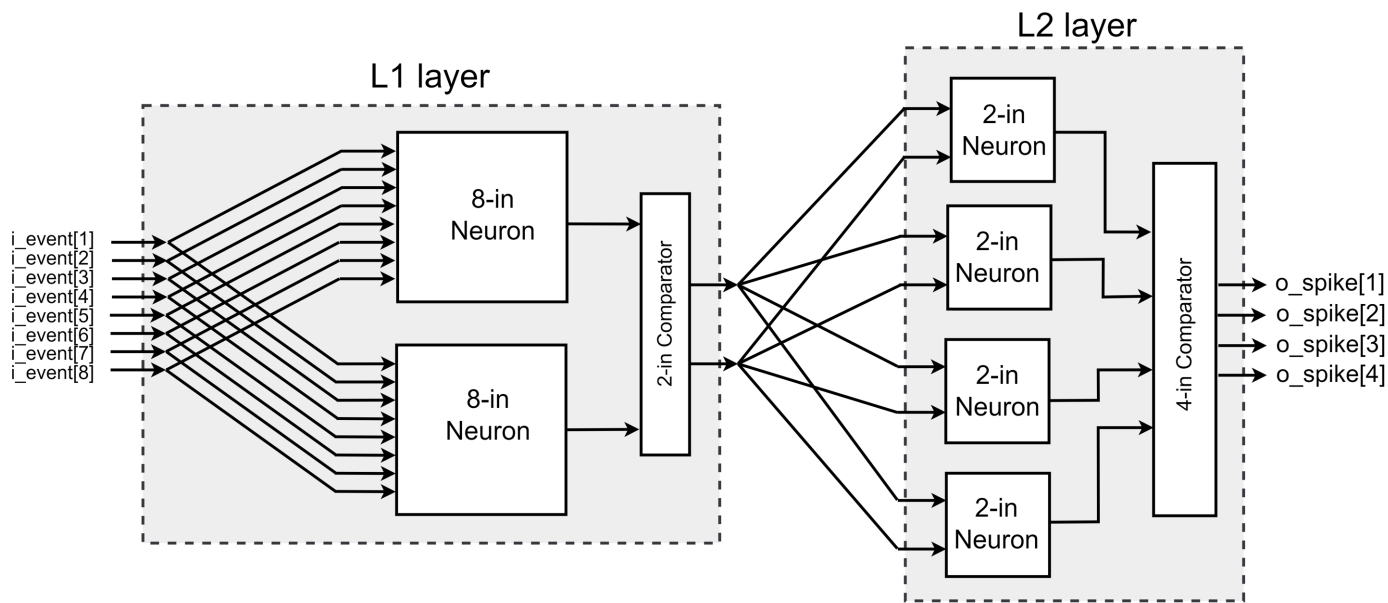 L1 layer
L2 layer
i_event[1]
i_event[2]
i_event[3]
i_event[4]
i_event[5]
i_event[6]
i_event[7]
i_event[8]
8-in
Neuron
8-in
Neuron
2-in Comparator
2-in
Neuron
2-in
Neuron
2-in
Neuron
2-in
Neuron
4-in Comparator
o_spike[1]
o_spike[2]
o_spike[3]
o_spike[4]